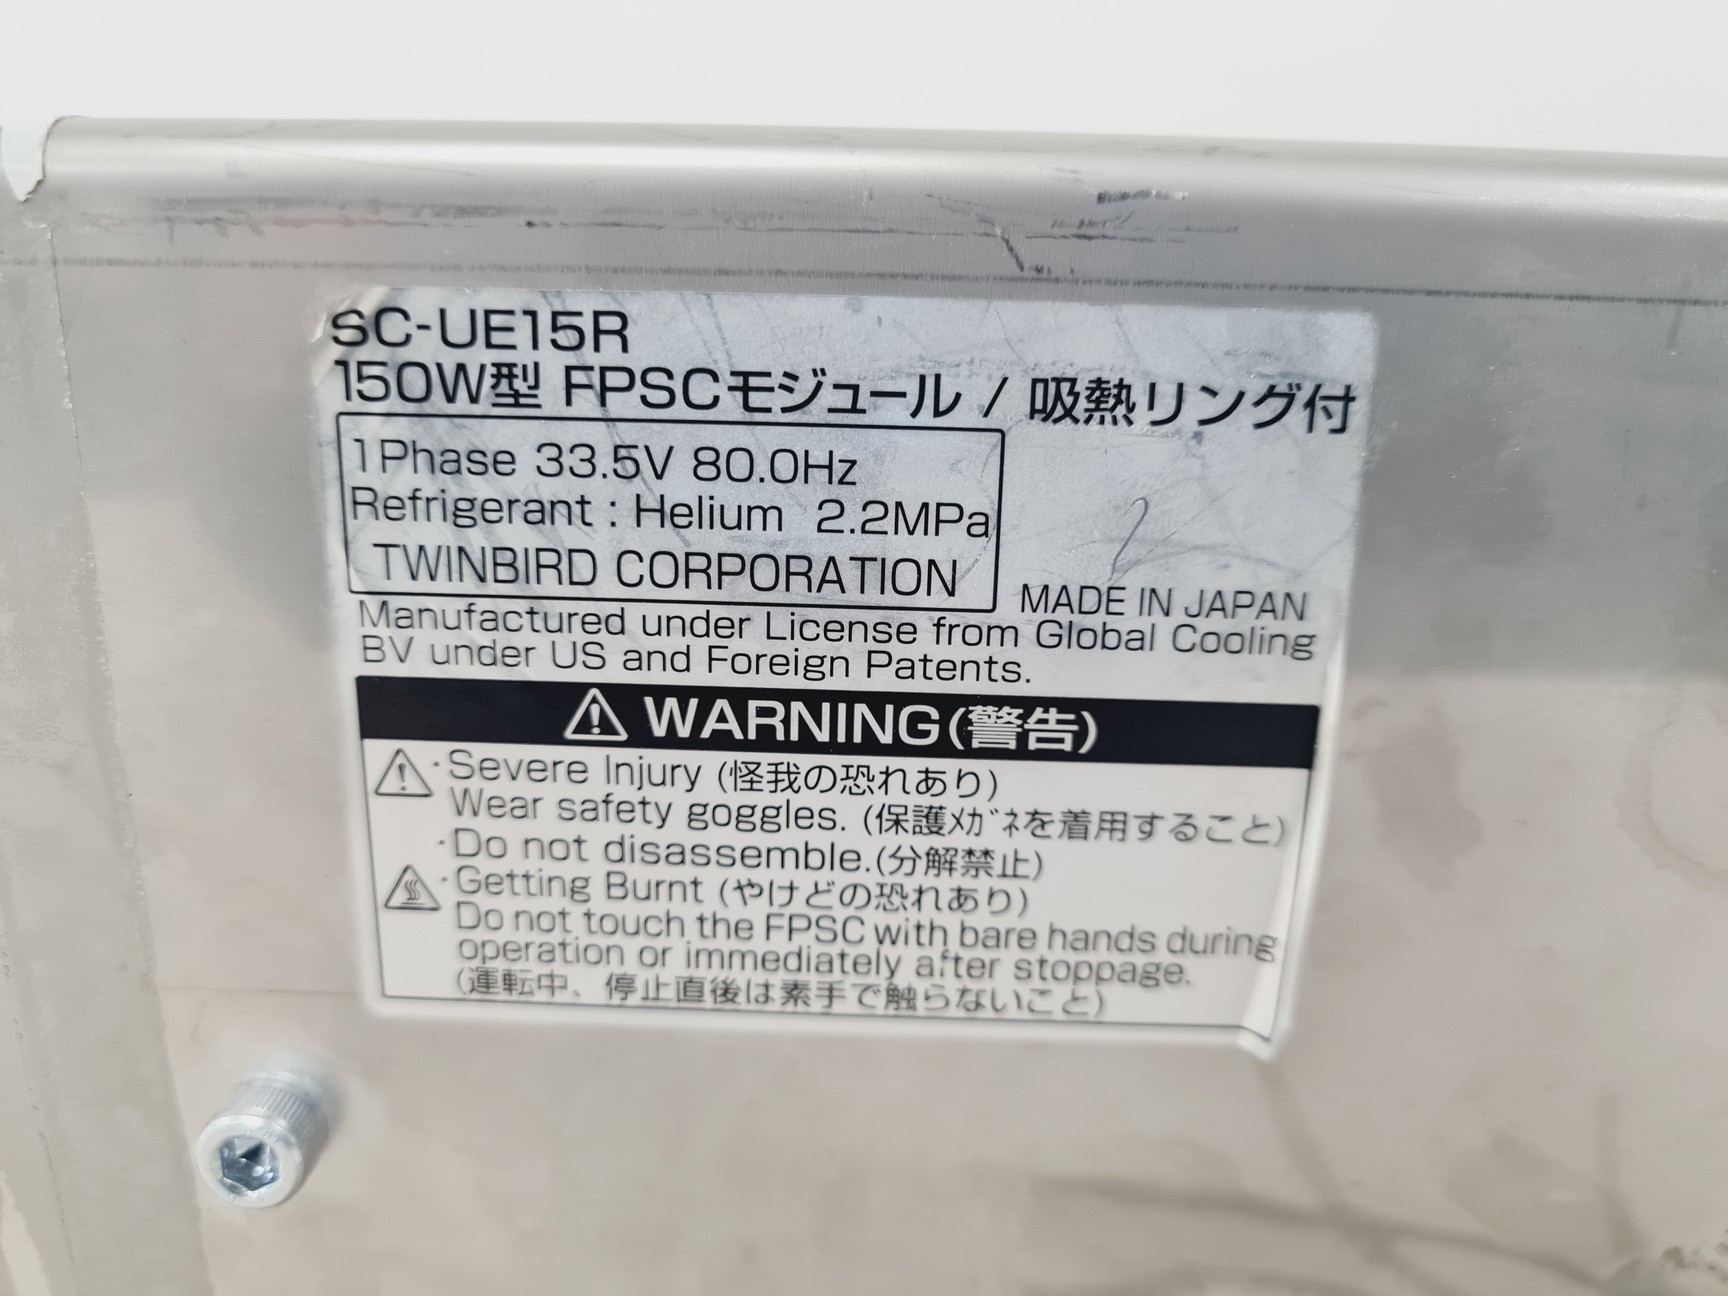 SC-UE15R
150W型 FPSCモジュール / 吸熱リング付
1Phase 33.5V 80.0Hz
Refrigerant : Helium 2.2MPa
TWINBIRD CORPORATION
MADE IN JAPAN
Manufactured under License from Global Cooling
BV under US and Foreign Patents.
WARNING(警告)
・Severe Injury (怪我の恐れあり)
Wear safety goggles. (保護ﾒｶﾞﾈを着用すること)
・Do not disassemble.(分解禁止)
・Getting Burnt (やけどの恐れあり)
Do not touch the FPSC with bare hands during
operation or immediately after stoppage.
(運転中、停止直後は素手で触らないこと)